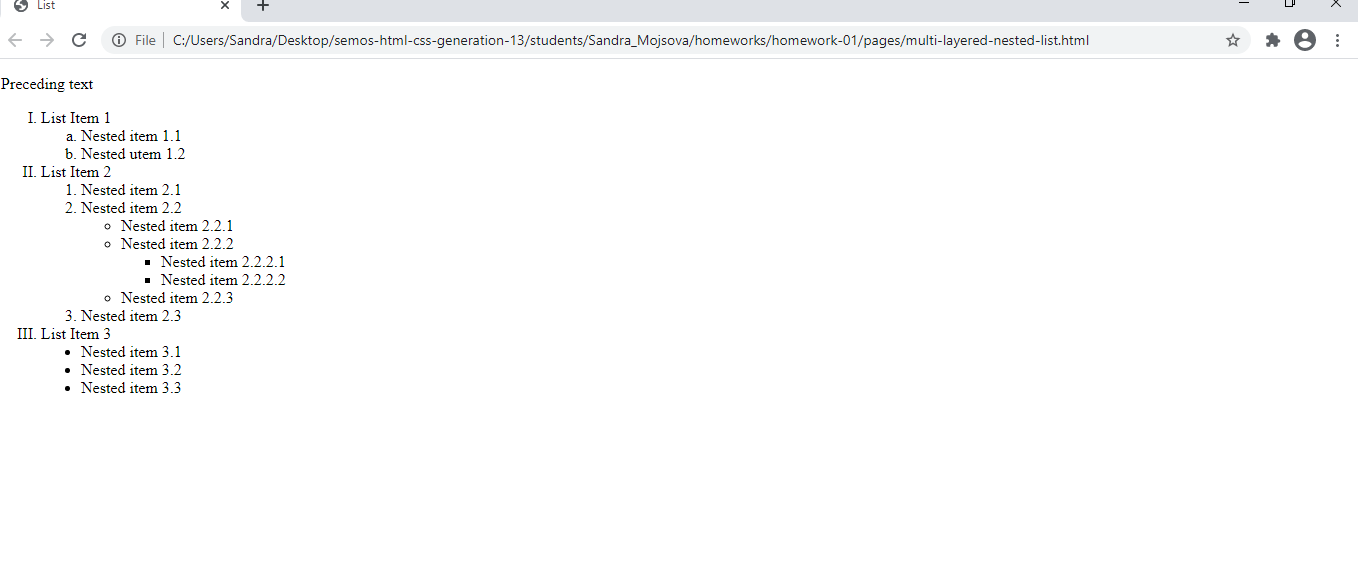 List
File C:/Users/Sandra/Desktop/semos-html-css-generation-13/students/Sandra_Mojsova/homeworks/homework-01/pages/multi-layered-nested-list.html
Preceding text
I. List Item 1
a. Nested item 1.1
b. Nested utem 1.2
II. List Item 2
1. Nested item 2.1
2. Nested item 2.2
Nested item 2.2.1
Nested item 2.2.2
Nested item 2.2.2.1
Nested item 2.2.2.2
Nested item 2.2.3
3. Nested item 2.3
III. List Item 3
Nested item 3.1
Nested item 3.2
Nested item 3.3